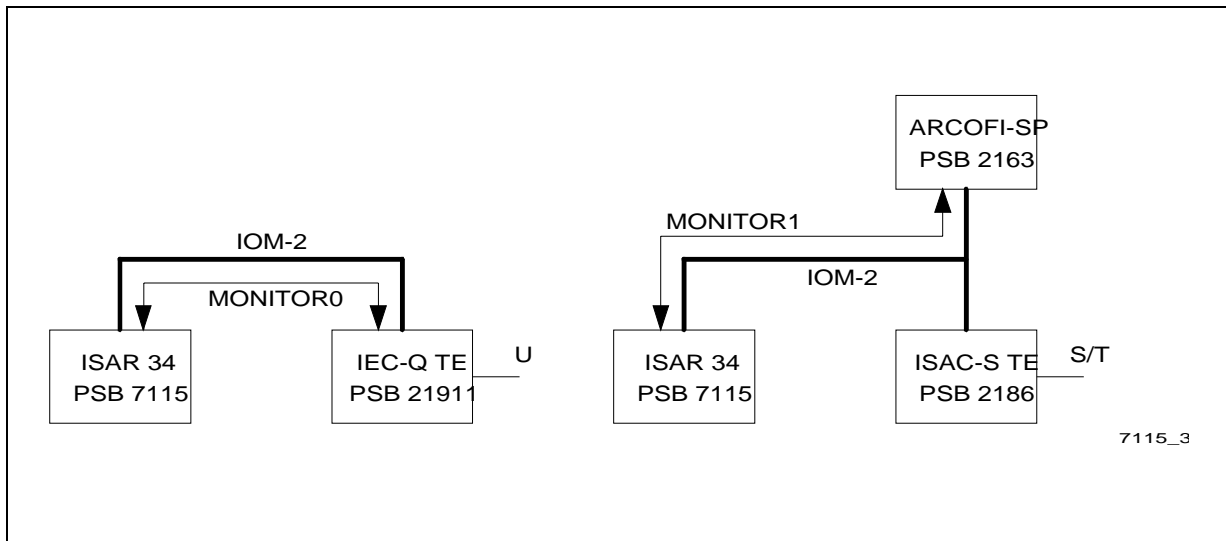 IOM-2
MONITOR0
ISAR 34
PSB 7115
IEC-Q TE
PSB 21911
U
ARCOFI-SP
PSB 2163
MONITOR1
IOM-2
ISAR 34
PSB 7115
ISAC-S TE
PSB 2186
S/T
7115_3